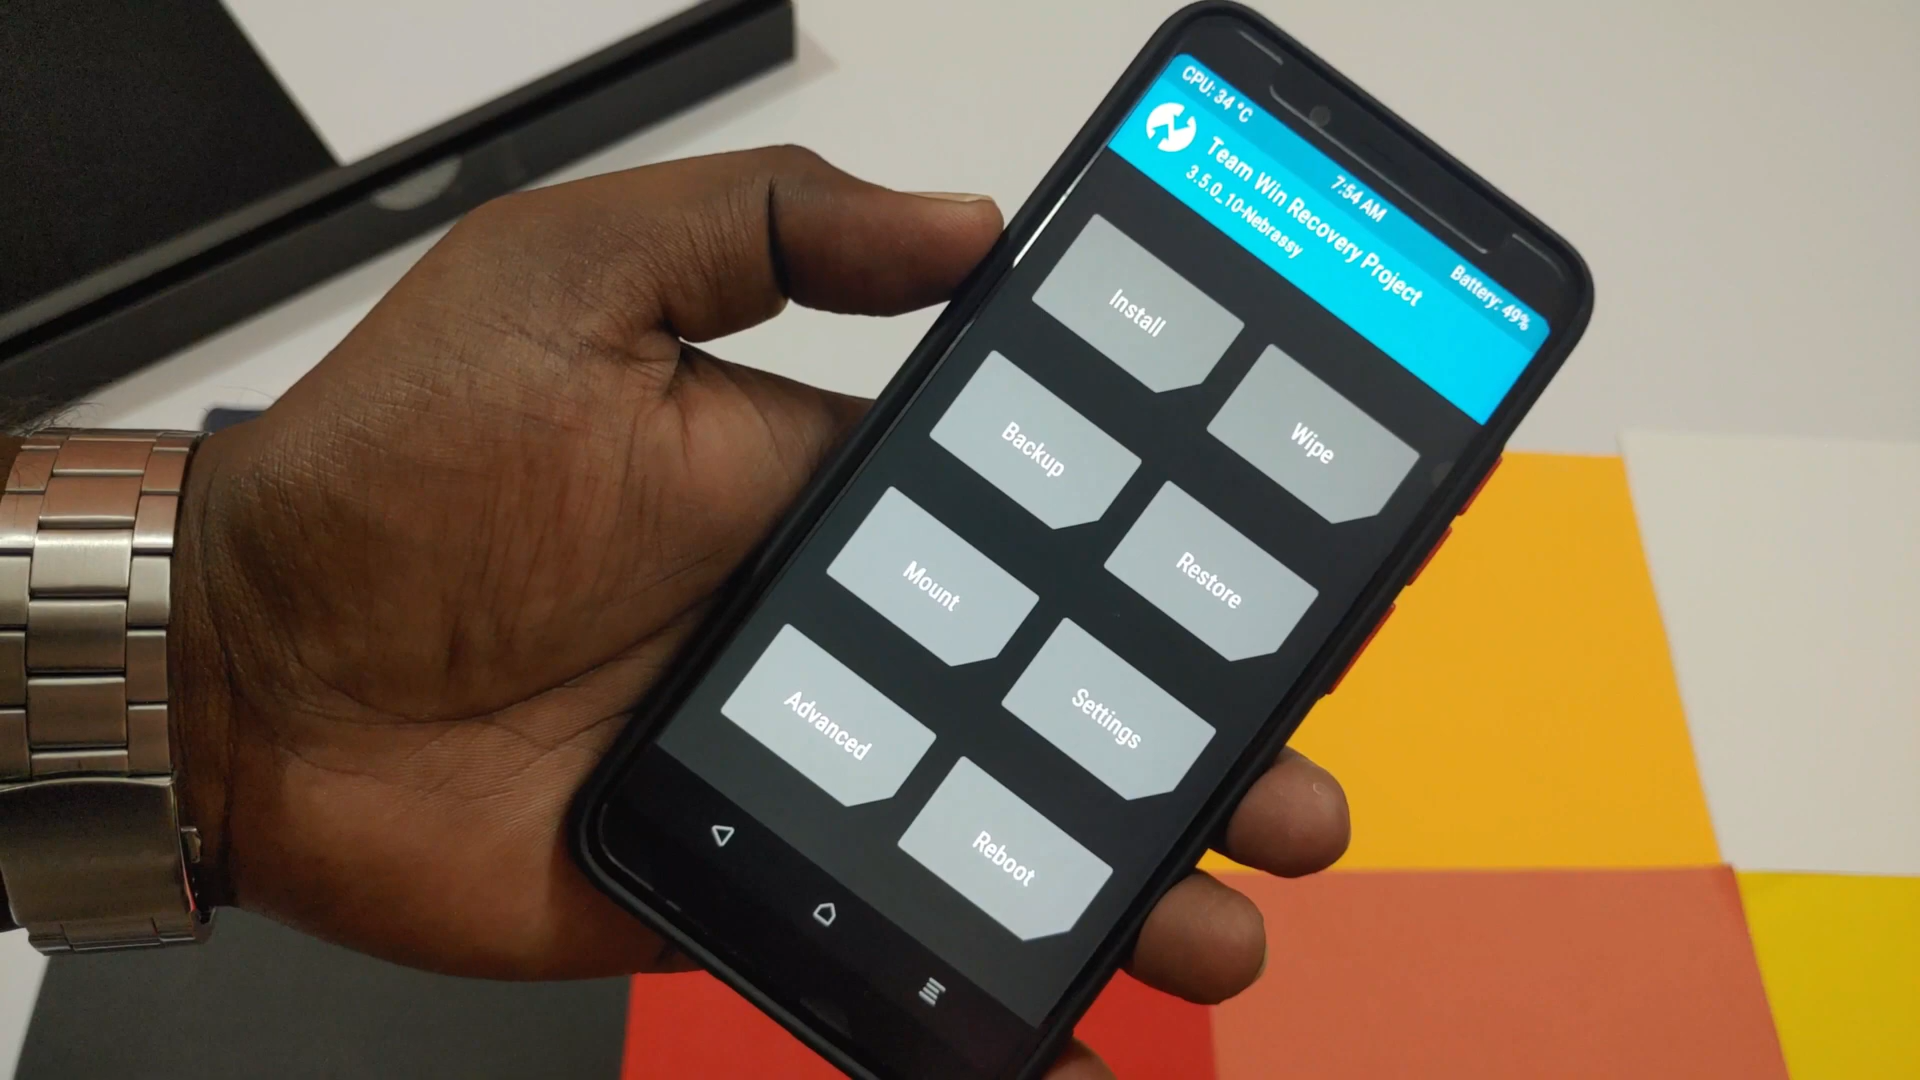 CPU: 34 °C
7:54 AM
Battery: 49%
Team Win Recovery Project
3.5.0_10-Nebrassy
Install
Wipe
Backup
Restore
Mount
Settings
Advanced
Reboot